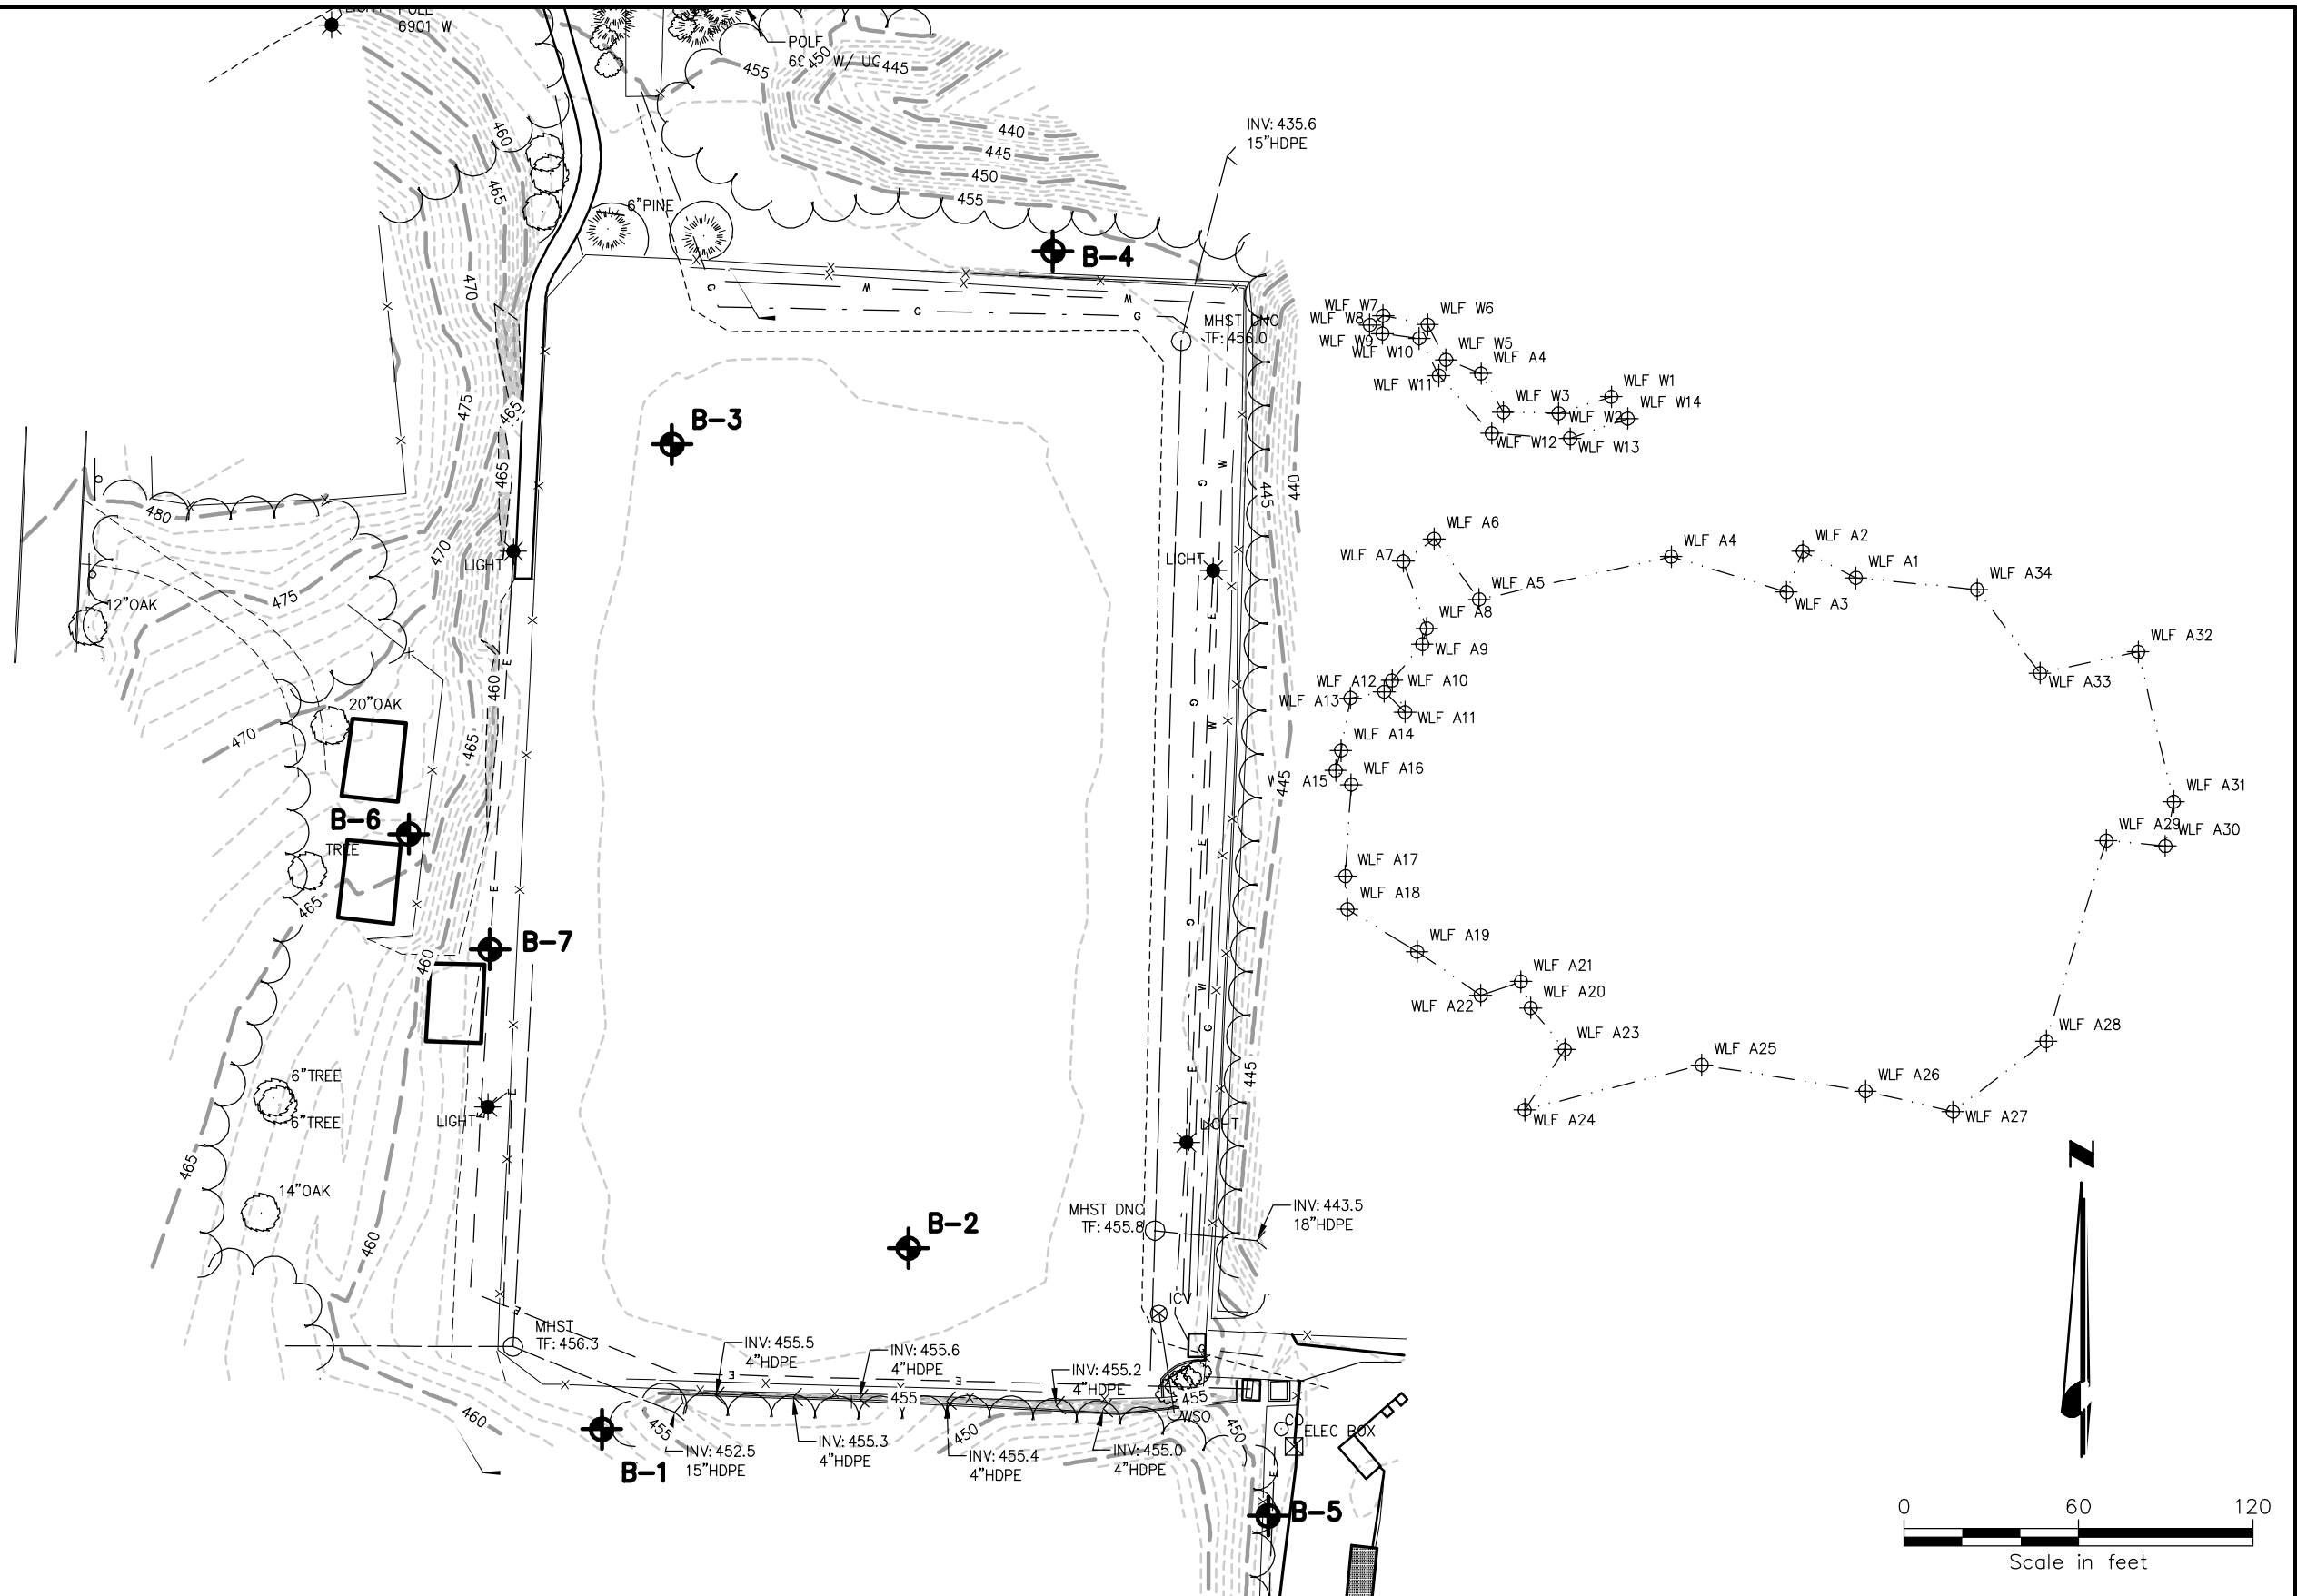 POLE
6901 W
POLE
W/ UG
450
445
455
440
445
450
455
INV: 435.6
15"HDPE
460
465
6"PINE
B-4
470
G
W
W
G
G
MHST DNC
TF: 456.0
WLF W7
WLF W6
WLF W8
WLF W9
WLF W10
WLF W5
WLF A4
WLF W11
WLF W1
WLF W3
WLF W2
WLF W14
WLF W12
WLF W13
475
465
B-3
465
W
G
445
440
480
470
LIGHT
LIGHT
WLF A6
WLF A7
WLF A4
WLF A2
WLF A1
WLF A3
WLF A34
WLF A5
475
12"OAK
E
WLF A8
WLF A9
WLF A32
WLF A33
E
460
WLF A12
WLF A10
WLF A13
WLF A11
20"OAK
G
W
470
465
WLF A14
WLF A16
A15
445
WLF A31
B-6
TREE
E
WLF A29
WLF A30
E
WLF A17
WLF A18
465
G
B-7
WLF A19
460
W
WLF A21
WLF A20
WLF A22
G
WLF A28
WLF A23
WLF A25
E
445
6"TREE
6"TREE
WLF A26
WLF A27
WLF A24
LIGHT
E
E
LIGHT
N
465
14"OAK
MHST DNC
TF: 455.8
INV: 443.5
18"HDPE
B-2
460
ICV
E
MHST
TF: 456.3
INV: 455.5
4"HDPE
INV: 455.6
4"HDPE
G
E
E
INV: 455.2
4"HDPE
455
455
460
455
WSO
CO
ELEC BOX
450
450
INV: 452.5
15"HDPE
INV: 455.3
4"HDPE
INV: 455.4
4"HDPE
INV: 455.0
4"HDPE
E
B-1
B-5
0 60 120
Scale in feet